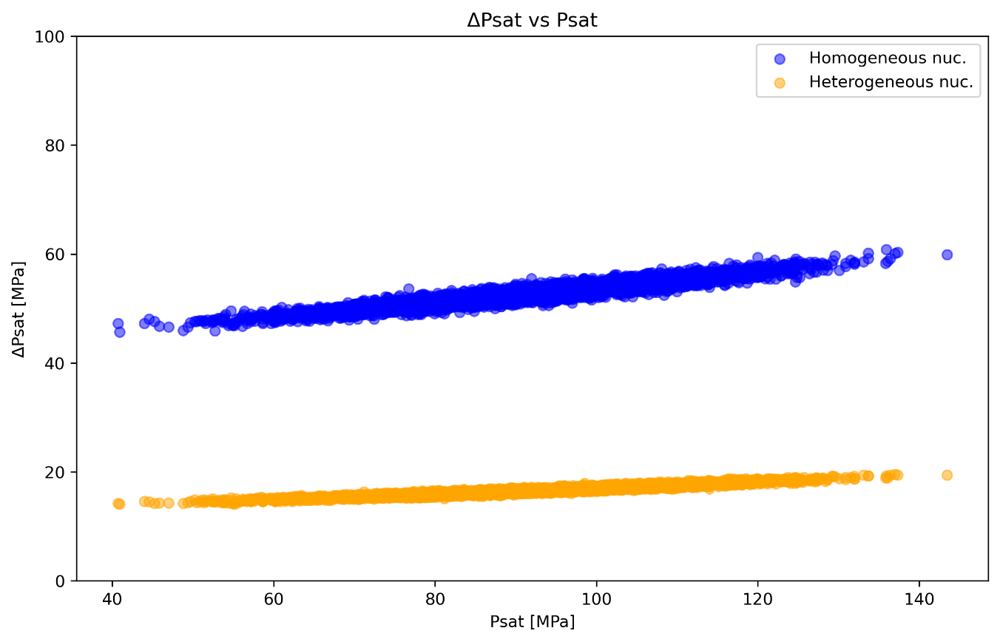 ΔPsat vs Psat
Homogeneous nuc.
Heterogeneous nuc.
ΔPsat [MPa]
100
80
60
40
20
0
40 60 80 100 120 140
Psat [MPa]